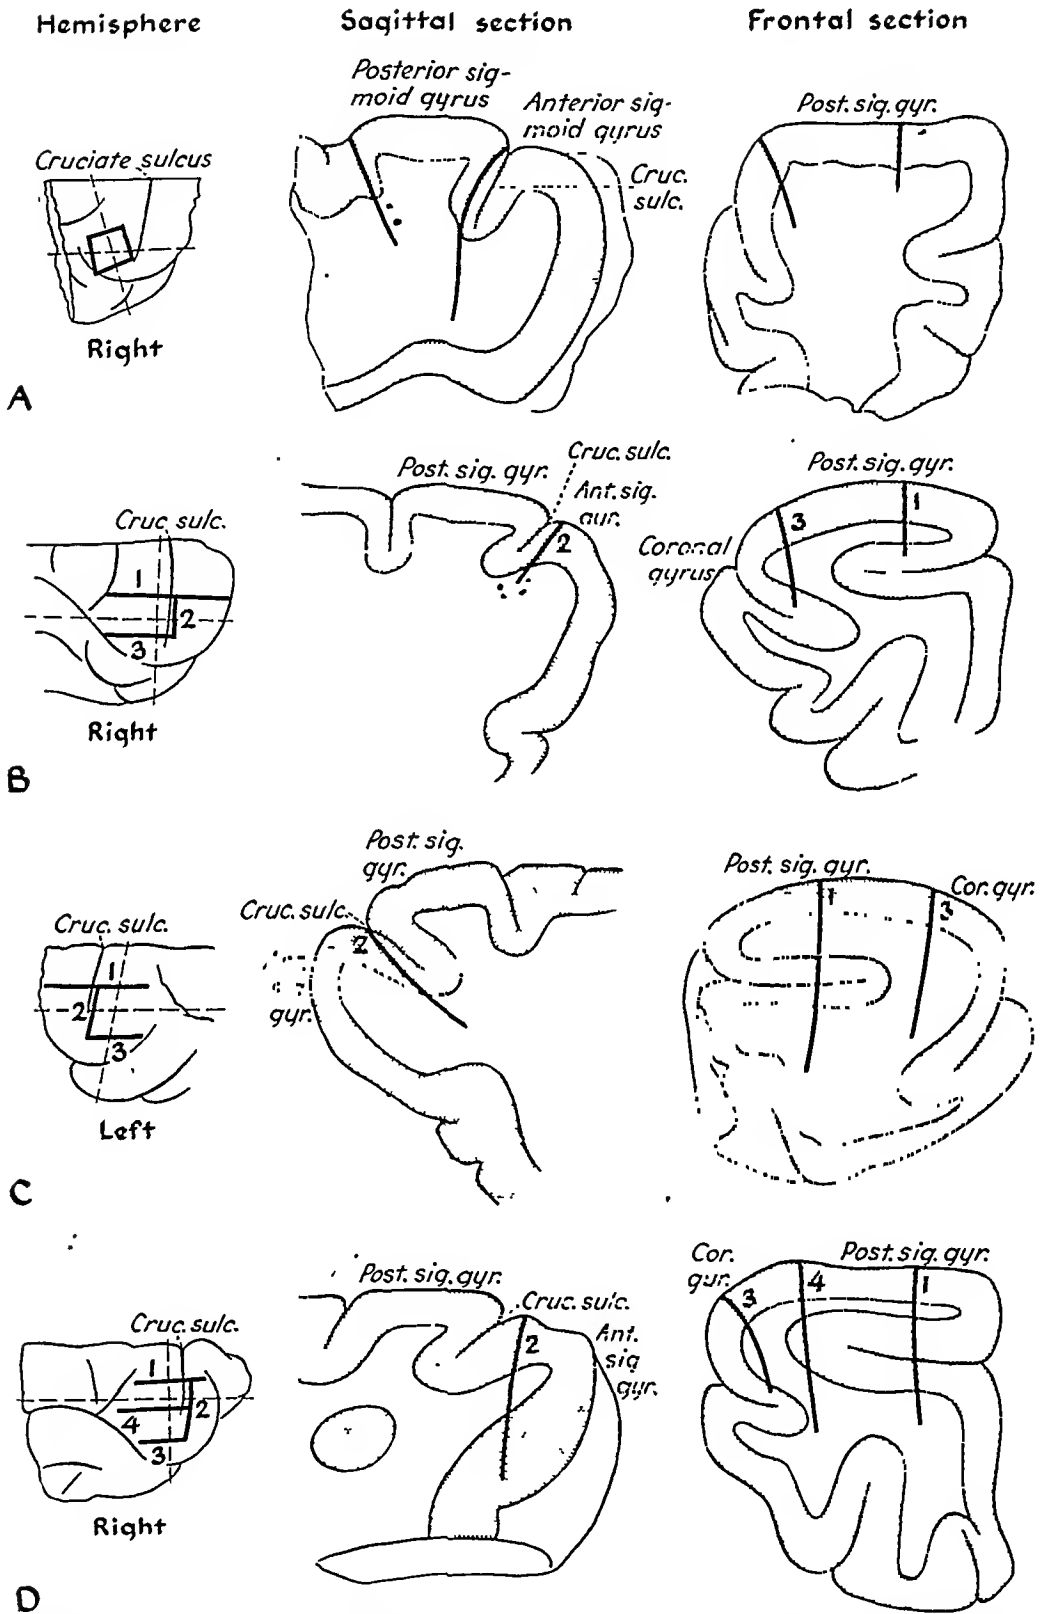 Hemisphere
Sagittal section
Frontal section
Cruciate sulcus
Right
Posterior sig-
moid gyrus
Anterior sig-
moid gyrus
Cruc.
sulc.
Post. sig. gyr.
A
Cruc. sulc.
1
2
3
Right
Post. sig. gyr.
Cruc. sulc.
Ant. sig.
gyr.
2
Post. sig. gyr.
Coronal
gyrus
3
1
B
Cruc. sulc.
1
2
3
Left
Post. sig.
gyr.
Cruc. sulc.
2
gyr.
Post. sig. gyr.
Cor. gyr.
1
3
C
Cruc. sulc.
1
2
4
3
Right
Post. sig. gyr.
Cruc. sulc.
2
Ant.
sig
gyr.
Cor.
gyr.
Post. sig. gyr.
3
4
1
D